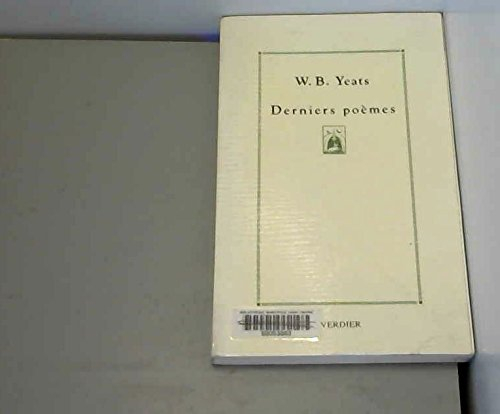 W. B. Yeats
Derniers poèmes
VERDIER